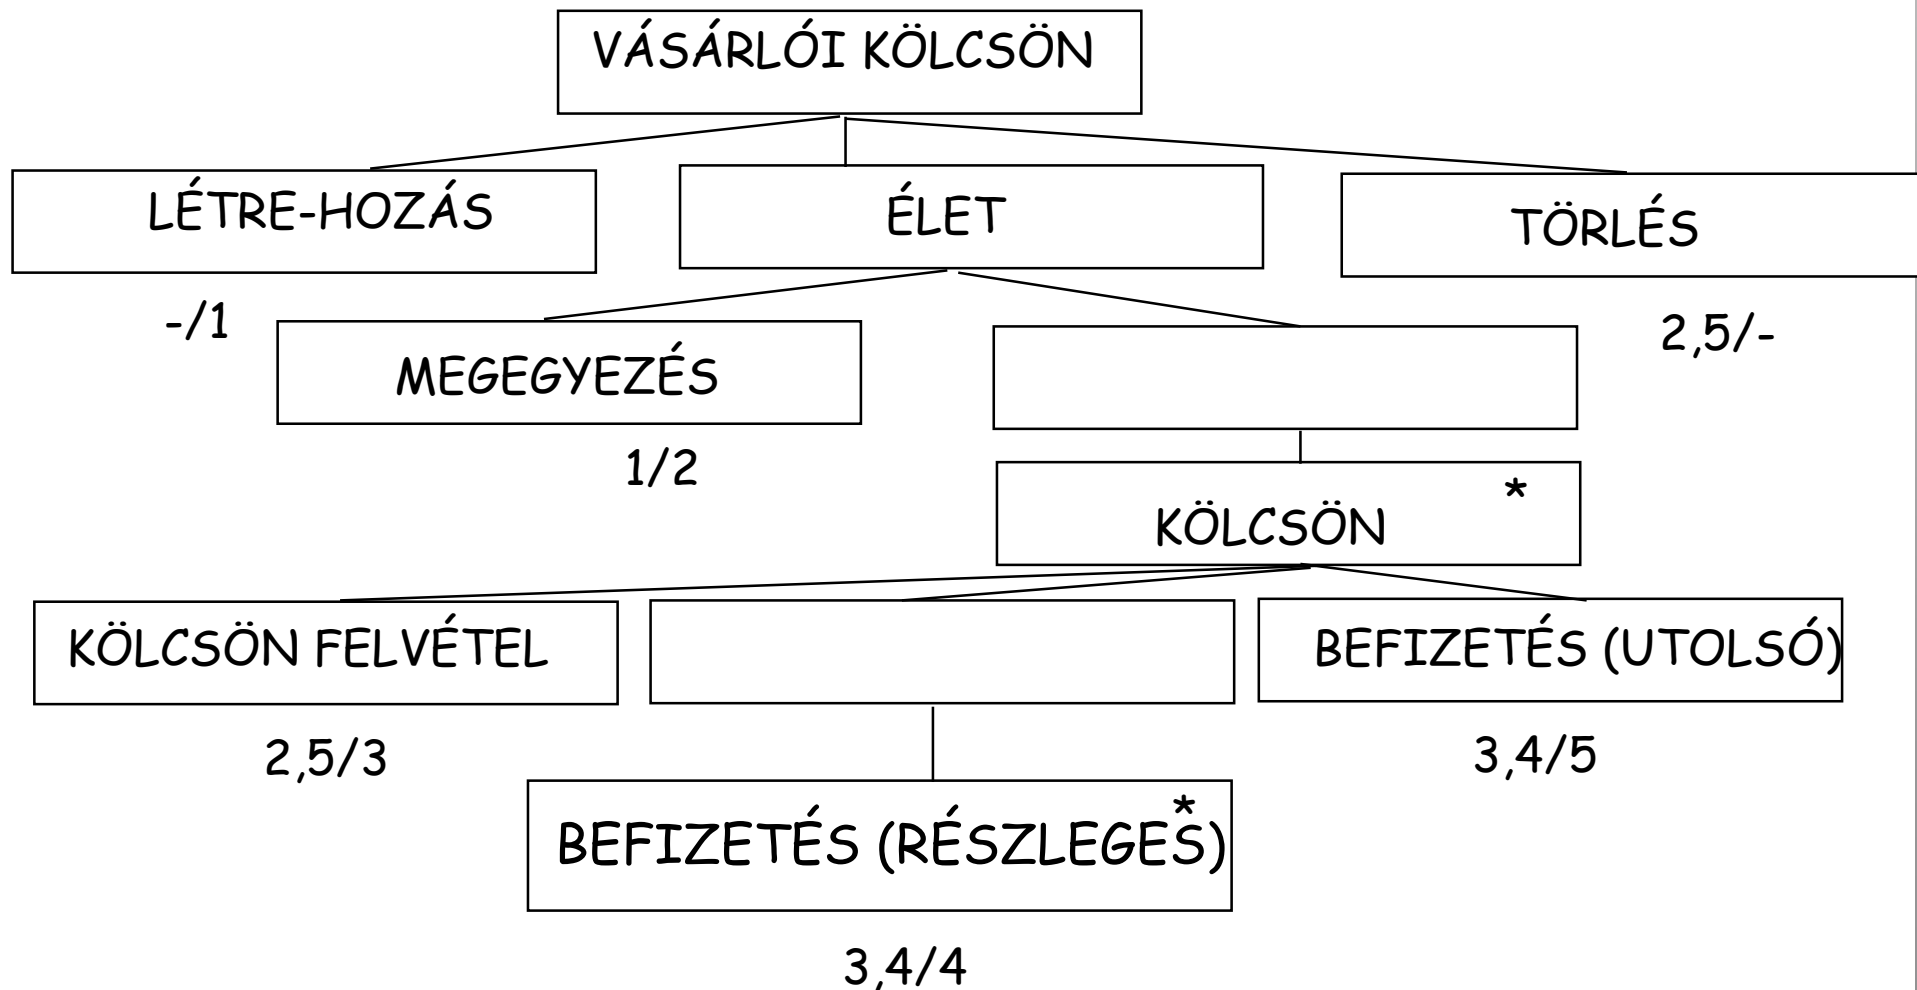 VÁSÁRLÓI KÖLCSÖN
LÉTRE-HOZÁS
ÉLET
TÖRLÉS
-/1
2,5/-
MEGEGYEZÉS
1/2
*
KÖLCSÖN
KÖLCSÖN FELVÉTEL
BEFIZETÉS (UTOLSÓ)
2,5/3
3,4/5
*
BEFIZETÉS (RÉSZLEGES)
3,4/4